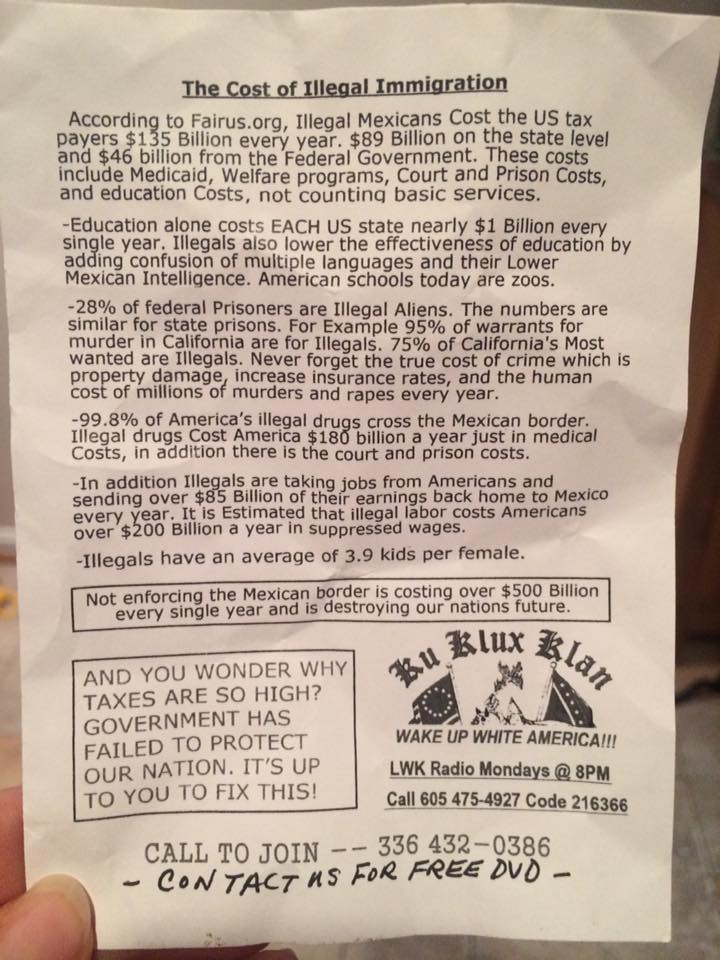 The Cost of Illegal Immigration
According to Fairus.org, Illegal Mexicans Cost the US tax
payers $135 Billion every year. $89 Billion on the state level
and $46 billion from the Federal Government. These costs
include Medicaid, Welfare programs, Court and Prison Costs,
and education Costs, not counting basic services.
-Education alone costs EACH US state nearly $1 Billion every
single year. Illegals also lower the effectiveness of education by
adding confusion of multiple languages and their Lower
Mexican Intelligence. American schools today are zoos.
-28% of federal Prisoners are Illegal Aliens. The numbers are
similar for state prisons. For Example 95% of warrants for
murder in California are for Illegals. 75% of California's Most
wanted are Illegals. Never forget the true cost of crime which is
property damage, increase insurance rates, and the human
cost of millions of murders and rapes every year.
-99.8% of America's illegal drugs cross the Mexican border.
Illegal drugs Cost America $180 billion a year just in medical
Costs, in addition there is the court and prison costs.
-In addition Illegals are taking jobs from Americans and
sending over $85 Billion of their earnings back home to Mexico
every year. It is Estimated that illegal labor costs Americans
over $200 Billion a year in suppressed wages.
-Illegals have an average of 3.9 kids per female.
Not enforcing the Mexican border is costing over $500 Billion
every single year and is destroying our nations future.
AND YOU WONDER WHY
TAXES ARE SO HIGH?
GOVERNMENT HAS
FAILED TO PROTECT
OUR NATION. IT'S UP
TO YOU TO FIX THIS!
Ku Klux Klan
WAKE UP WHITE AMERICA!!!
LWK Radio Mondays @ 8PM
Call 605 475-4927 Code 216366
CALL TO JOIN -- 336 432-0386
- CONTACT US FOR FREE DVD -